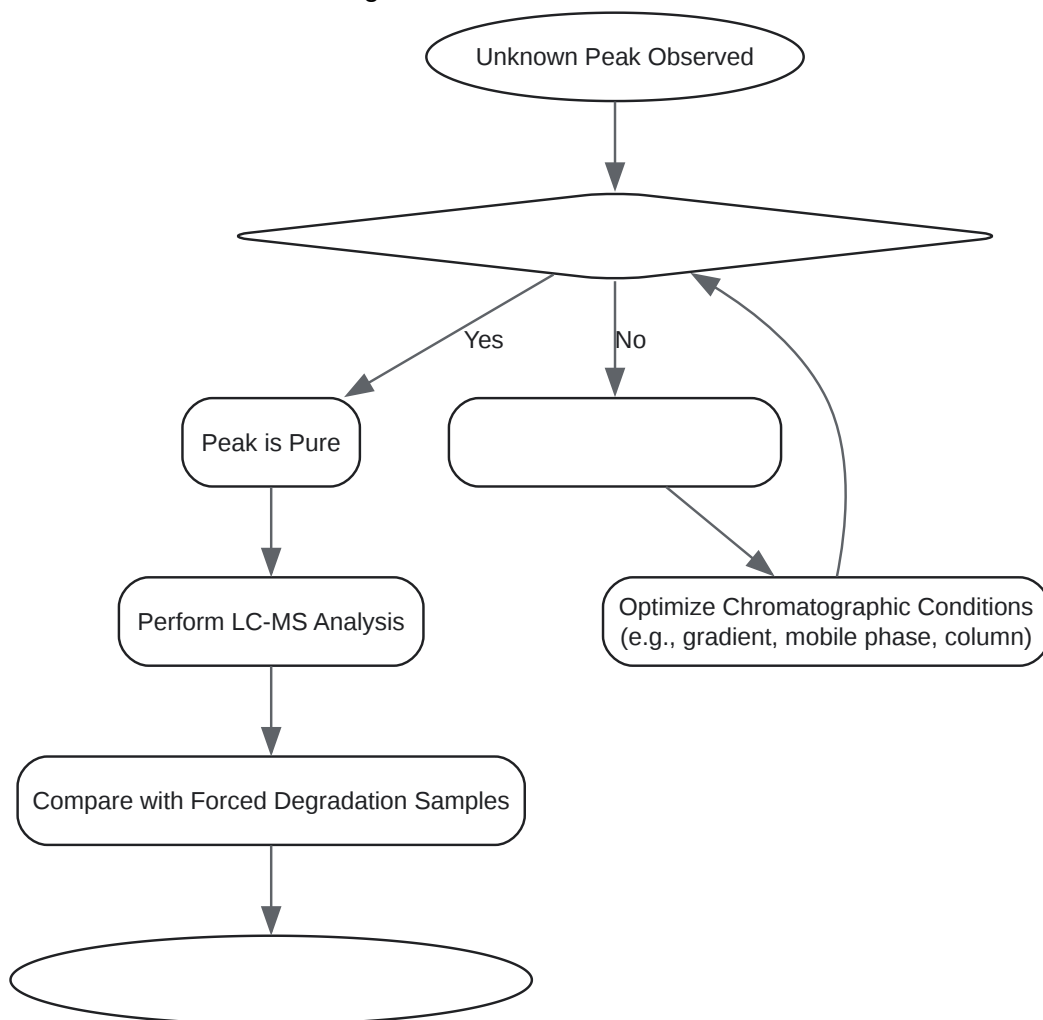 Unknown Peak Observed
Yes
No
Peak is Pure
Perform LC-MS Analysis
Optimize Chromatographic Conditions
(e.g., gradient, mobile phase, column)
Compare with Forced Degradation Samples